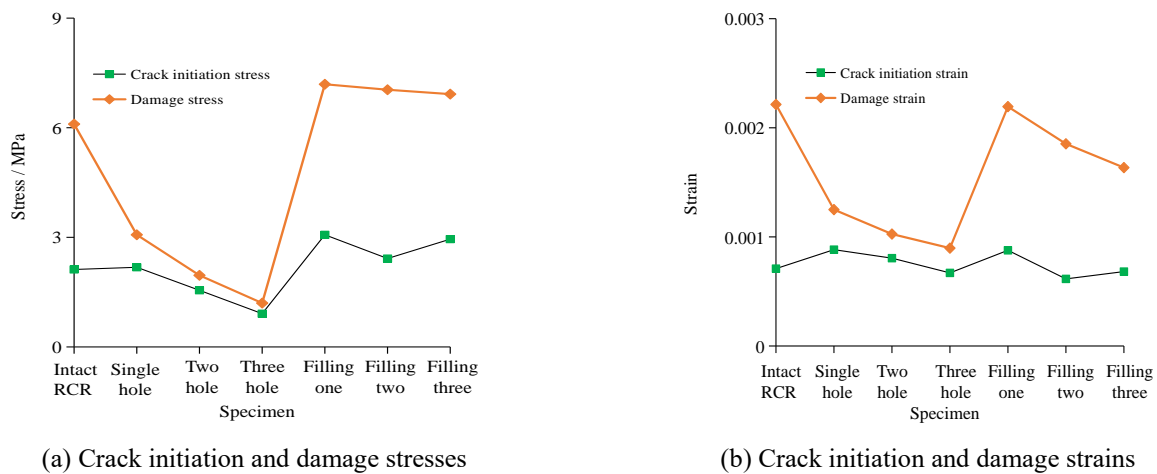 9
6
3
0
Stress / MPa
Crack initiation stress
Damage stress
Intact RCR
Single hole
Two hole
Three hole
Filling one
Filling two
Filling three
Specimen
(a) Crack initiation and damage stresses
0.003
0.002
0.001
0
Strain
Crack initiation strain
Damage strain
Intact RCR
Single hole
Two hole
Three hole
Filling one
Filling two
Filling three
Specimen
(b) Crack initiation and damage strains